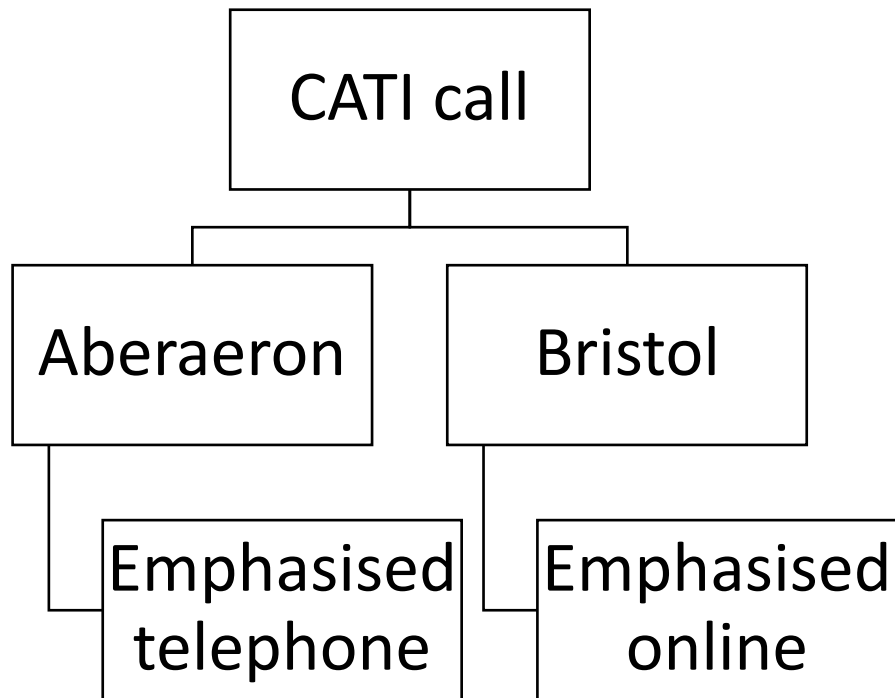 CATI call
Aberaeron
Bristol
Emphasised
telephone
Emphasised
online